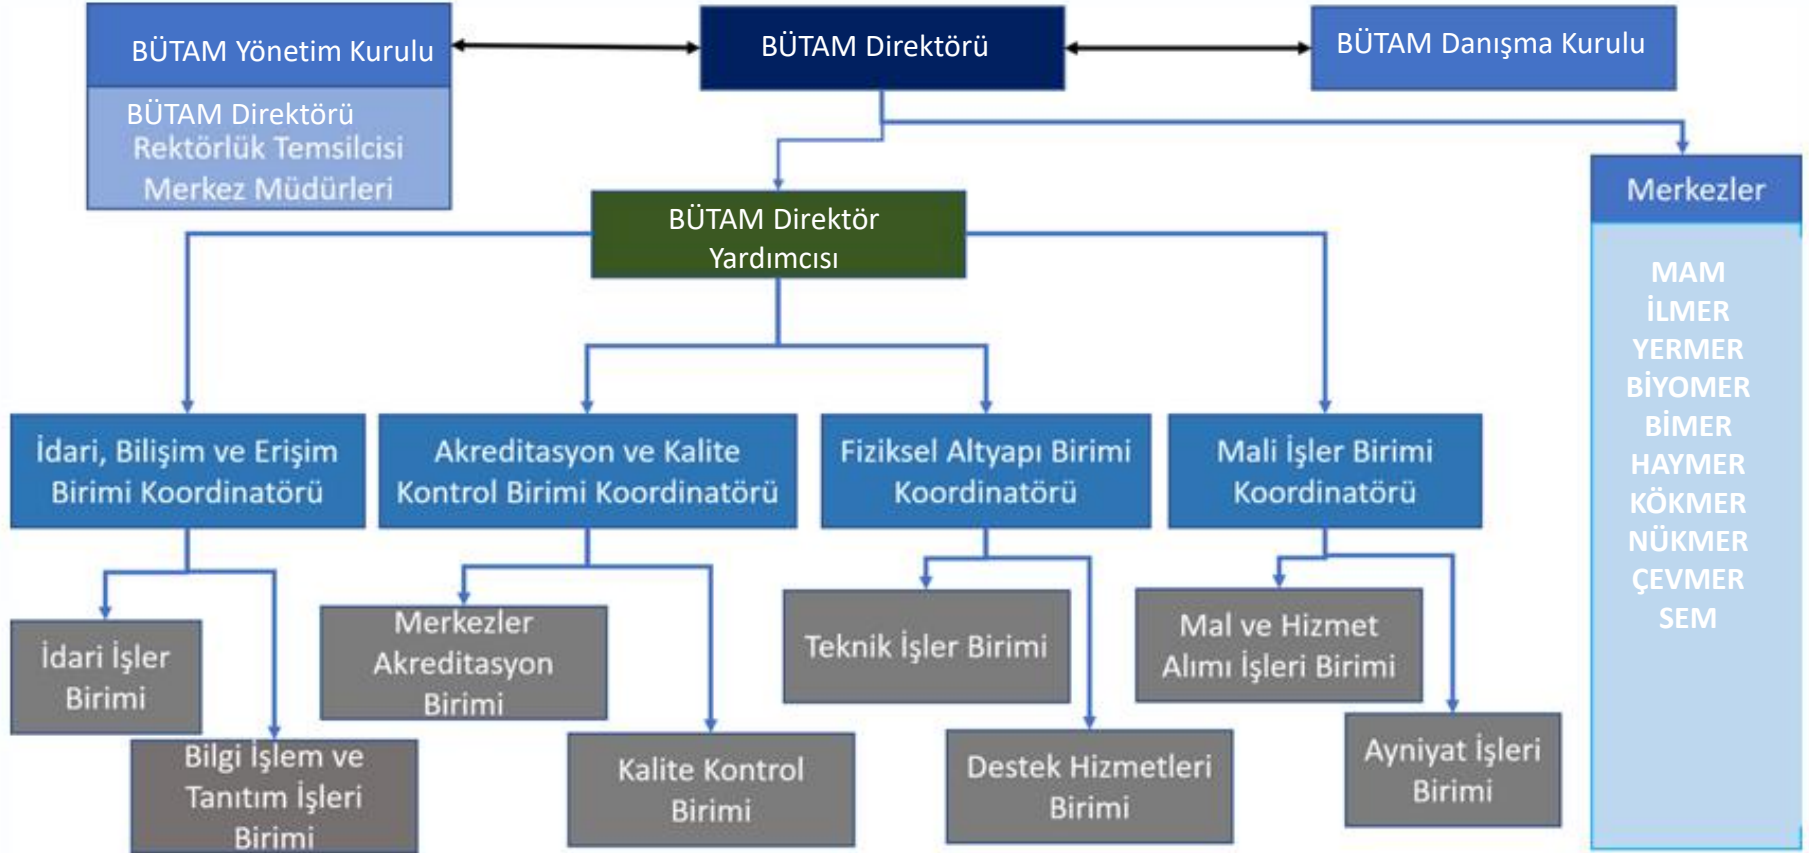 BÜTAM Yönetim Kurulu
BÜTAM Direktörü
Rektörlük Temsilcisi
Merkez Müdürleri
BÜTAM Direktörü
BÜTAM Danışma Kurulu
BÜTAM Direktör
Yardımcısı
Merkezler
MAM
İLMER
YERMER
BİYOMER
BİMER
HAYMER
KÖKMER
NÜKMER
ÇEVMER
SEM
İdari, Bilişim ve Erişim
Birimi Koordinatörü
Akreditasyon ve Kalite
Kontrol Birimi Koordinatörü
Fiziksel Altyapı Birimi
Koordinatörü
Mali İşler Birimi
Koordinatörü
İdari İşler
Birimi
Bilgi İşlem ve
Tanıtım İşleri
Birimi
Merkezler
Akreditasyon
Birimi
Kalite Kontrol
Birimi
Teknik İşler Birimi
Destek Hizmetleri
Birimi
Mal ve Hizmet
Alımı İşleri Birimi
Ayniyat İşleri
Birimi